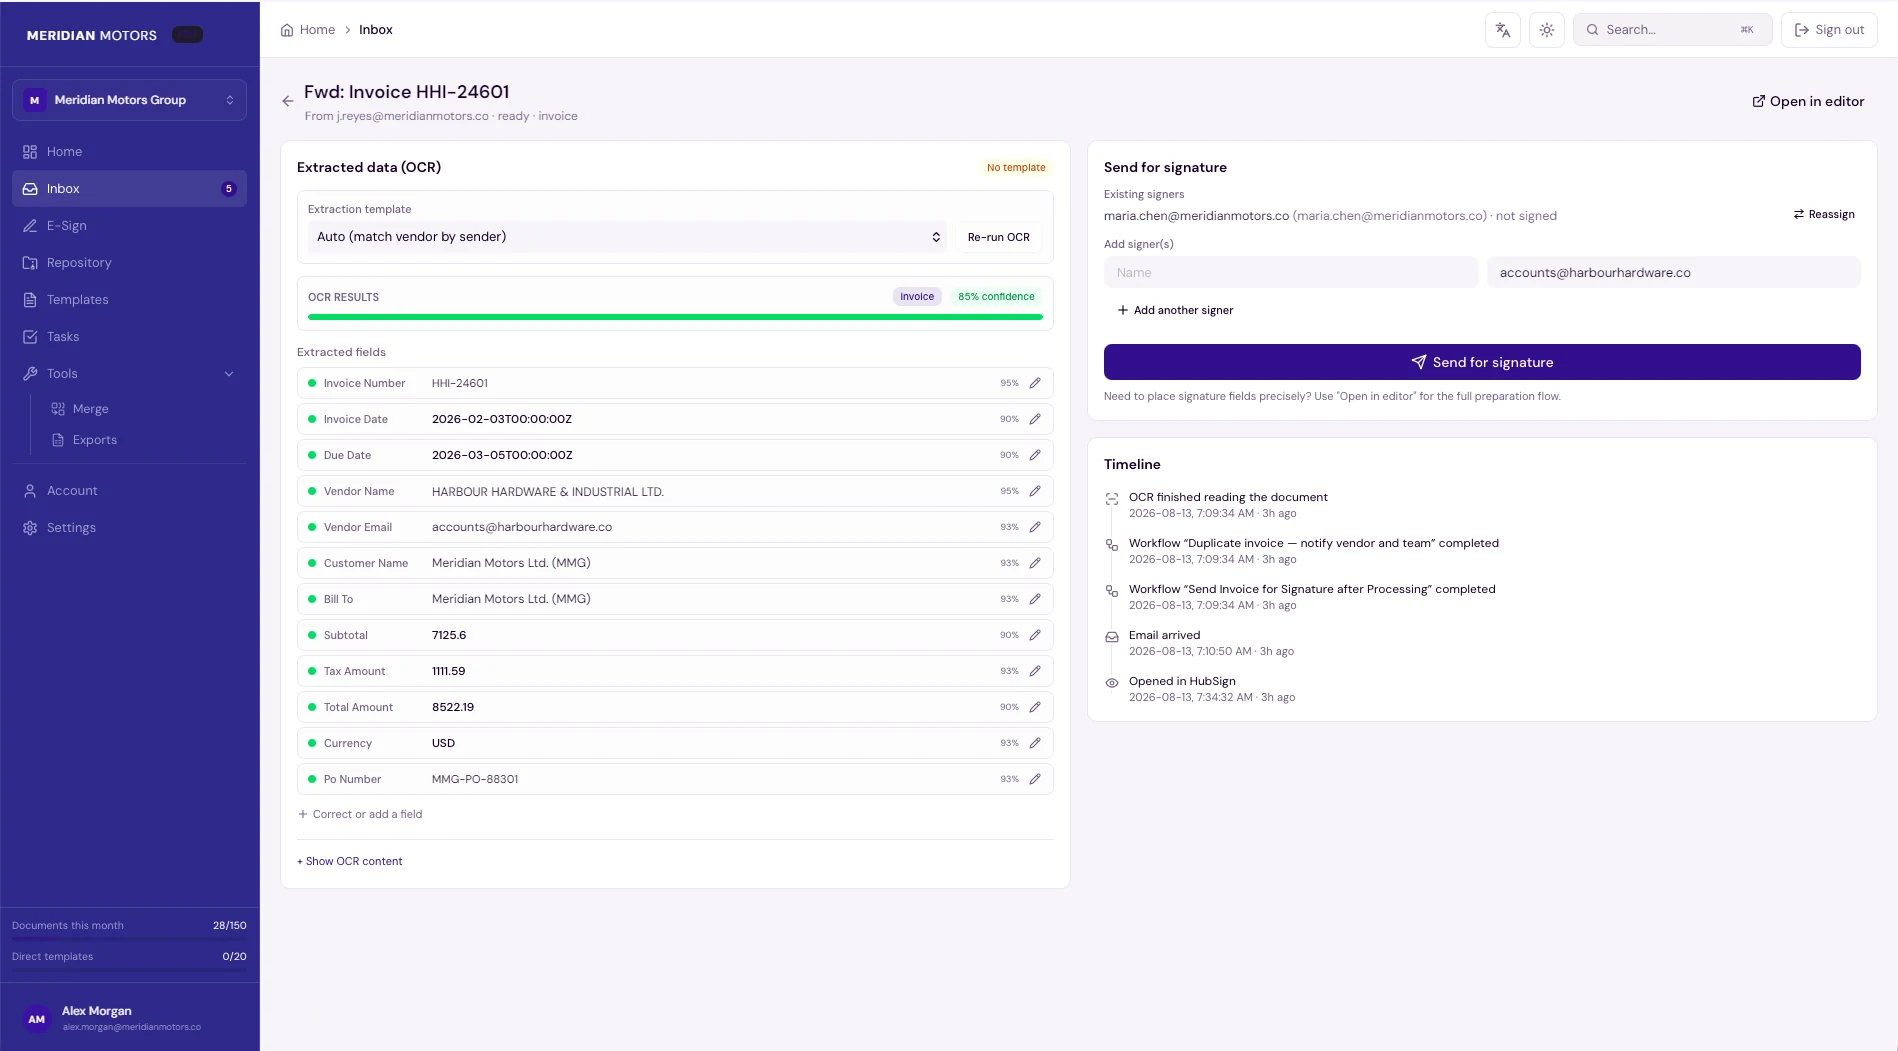 MERIDIAN MOTORS
M Meridian Motors Group
Home
Inbox 5
E-Sign
Repository
Templates
Tasks
Tools
Merge
Exports
Account
Settings
Documents this month 28/150
Direct templates 0/20
AM Alex Morgan
alex.morgan@meridianmotors.co
Home > Inbox
Search... ⌘K
Sign out
Fwd: Invoice HHI-24601
From j.reyes@meridianmotors.co · ready · invoice
Open in editor
Extracted data (OCR) No template
Extraction template
Auto (match vendor by sender) Re-run OCR
OCR RESULTS Invoice 85% confidence
Extracted fields
Invoice Number HHI-24601 95%
Invoice Date 2026-02-03T00:00:00Z 90%
Due Date 2026-03-05T00:00:00Z 90%
Vendor Name HARBOUR HARDWARE & INDUSTRIAL LTD. 95%
Vendor Email accounts@harbourhardware.co 93%
Customer Name Meridian Motors Ltd. (MMG) 93%
Bill To Meridian Motors Ltd. (MMG) 93%
Subtotal 7125.6 90%
Tax Amount 1111.59 93%
Total Amount 8522.19 90%
Currency USD 93%
Po Number MMG-PO-88301 93%
+ Correct or add a field
+ Show OCR content
Send for signature
Existing signers
maria.chen@meridianmotors.co (maria.chen@meridianmotors.co) · not signed Reassign
Add signer(s)
Name accounts@harbourhardware.co
+ Add another signer
Send for signature
Need to place signature fields precisely? Use "Open in editor" for the full preparation flow.
Timeline
OCR finished reading the document
2026-08-13, 7:09:34 AM · 3h ago
Workflow “Duplicate invoice — notify vendor and team” completed
2026-08-13, 7:09:34 AM · 3h ago
Workflow “Send Invoice for Signature after Processing” completed
2026-08-13, 7:09:34 AM · 3h ago
Email arrived
2026-08-13, 7:10:50 AM · 3h ago
Opened in HubSign
2026-08-13, 7:34:32 AM · 3h ago